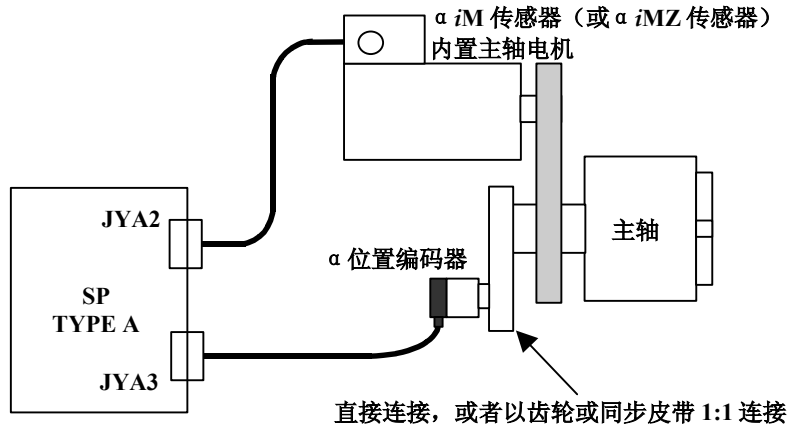 α iM 传感器（或 α iMZ 传感器）
内置主轴电机
JYA2
主轴
α 位置编码器
SP
TYPE A
JYA3
直接连接，或者以齿轮或同步皮带 1:1 连接